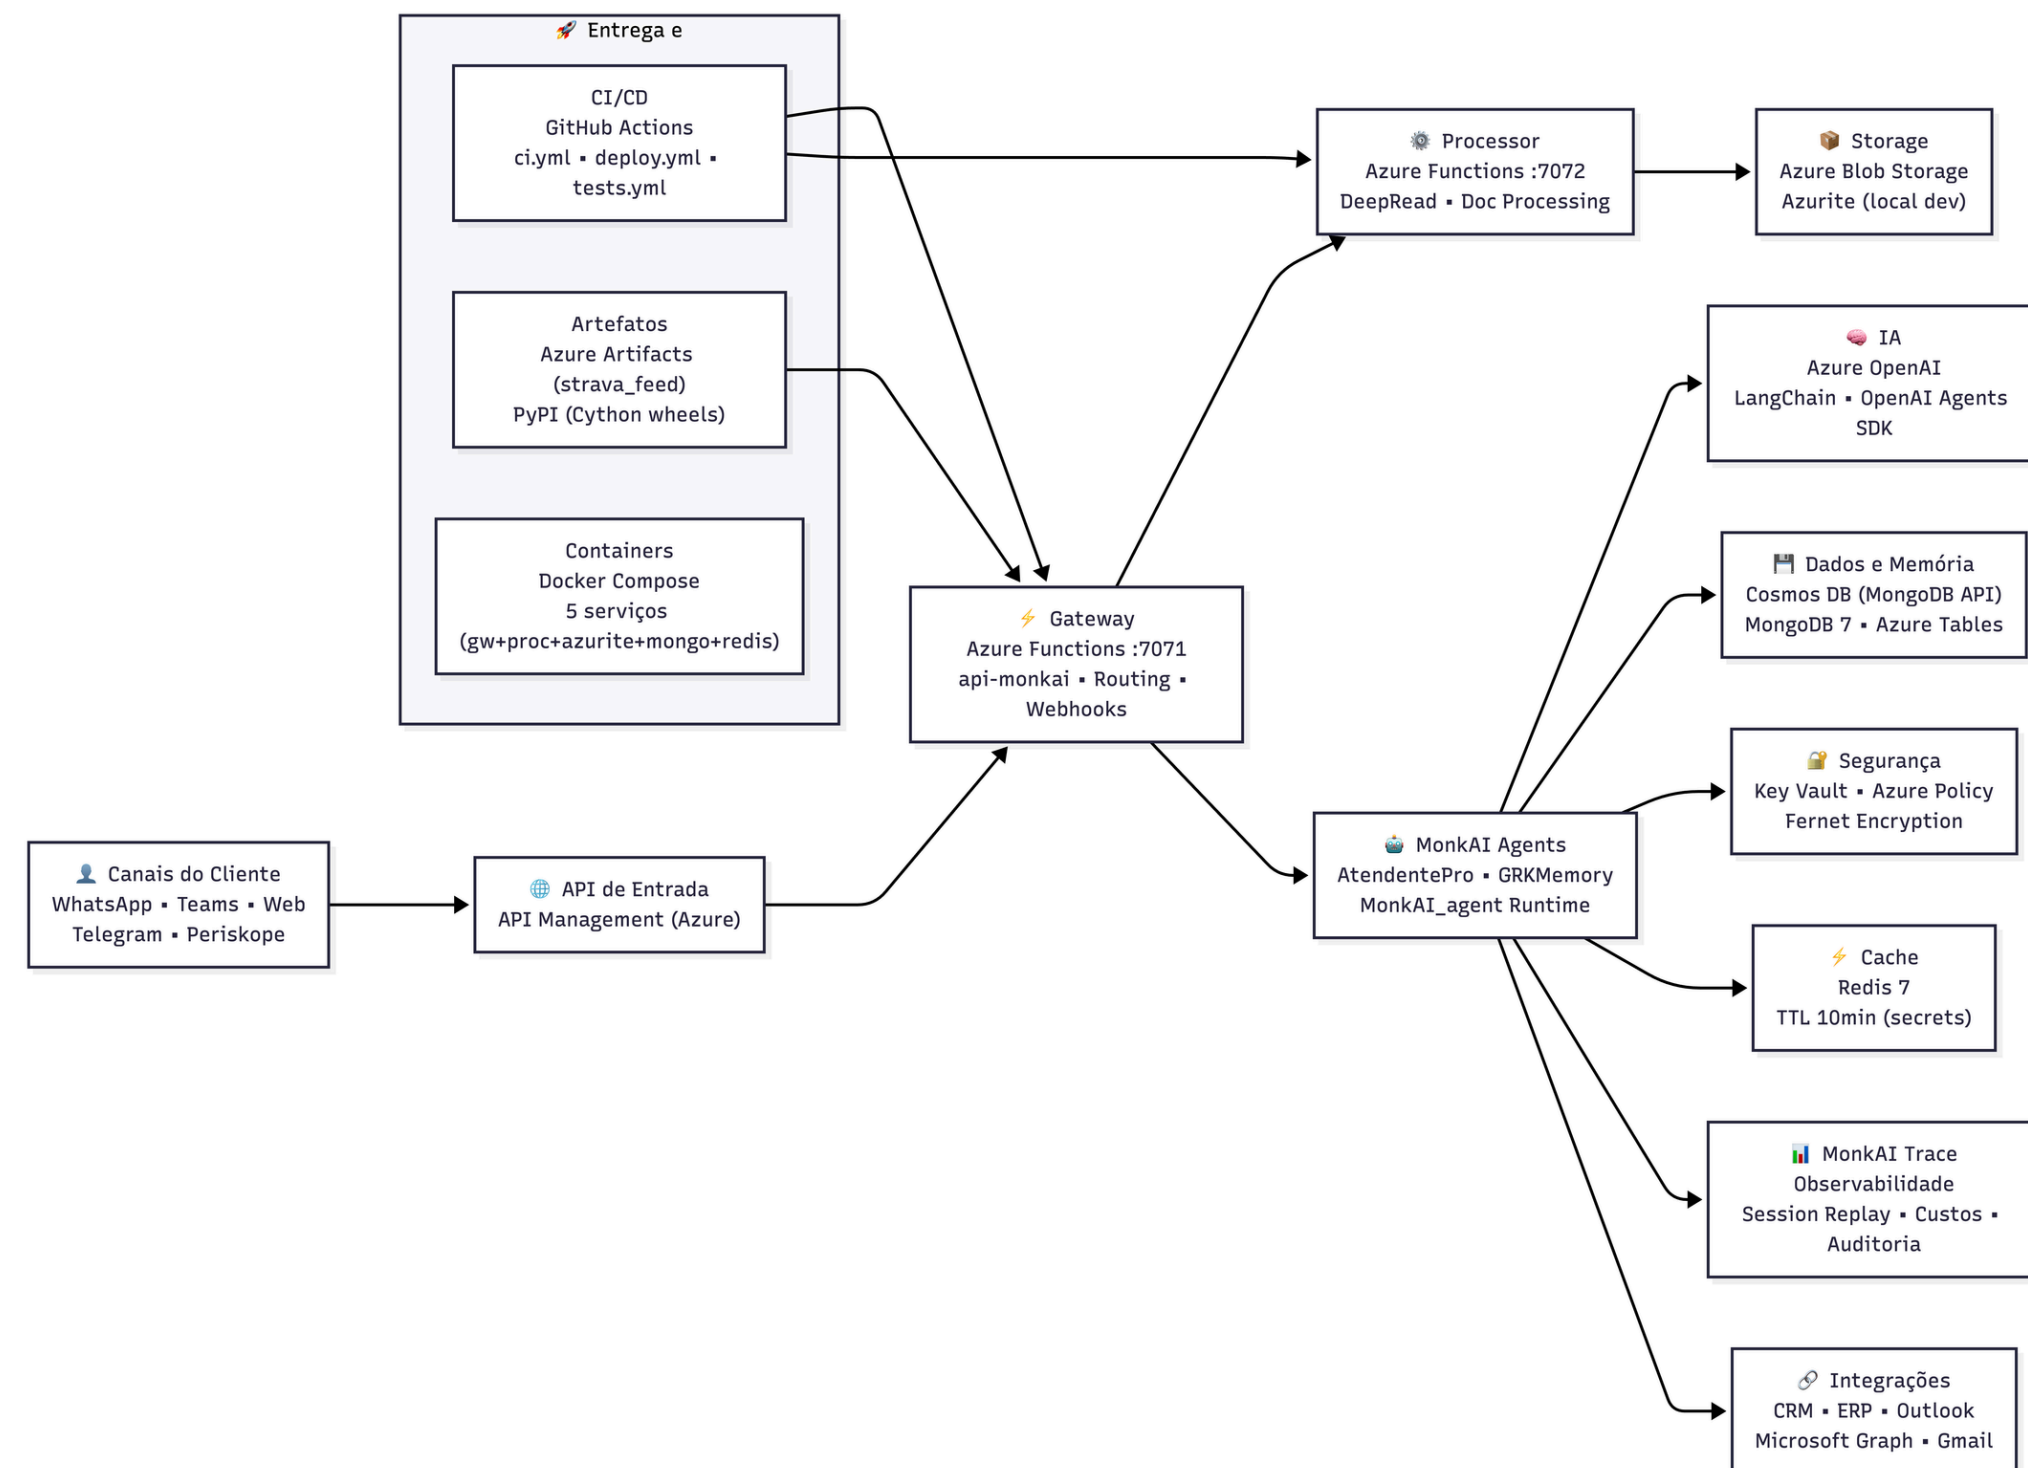 🚀 Entrega e
CI/CD
GitHub Actions
ci.yml ▪ deploy.yml ▪
tests.yml
Artefatos
Azure Artifacts
(strava_feed)
PyPI (Cython wheels)
Containers
Docker Compose
5 serviços
(gw+proc+azurite+mongo+redis)
👤 Canais do Cliente
WhatsApp ▪ Teams ▪ Web
Telegram ▪ Periskope
🌐 API de Entrada
API Management (Azure)
⚡ Gateway
Azure Functions :7071
api-monkai ▪ Routing ▪
Webhooks
⚙️ Processor
Azure Functions :7072
DeepRead ▪ Doc Processing
📦 Storage
Azure Blob Storage
Azurite (local dev)
🤖 MonkAI Agents
AtendentePro ▪ GRKMemory
MonkAI_agent Runtime
🧠 IA
Azure OpenAI
LangChain ▪ OpenAI Agents
SDK
💾 Dados e Memória
Cosmos DB (MongoDB API)
MongoDB 7 ▪ Azure Tables
🔐 Segurança
Key Vault ▪ Azure Policy
Fernet Encryption
⚡ Cache
Redis 7
TTL 10min (secrets)
📊 MonkAI Trace
Observabilidade
Session Replay ▪ Custos ▪
Auditoria
🔗 Integrações
CRM ▪ ERP ▪ Outlook
Microsoft Graph ▪ Gmail